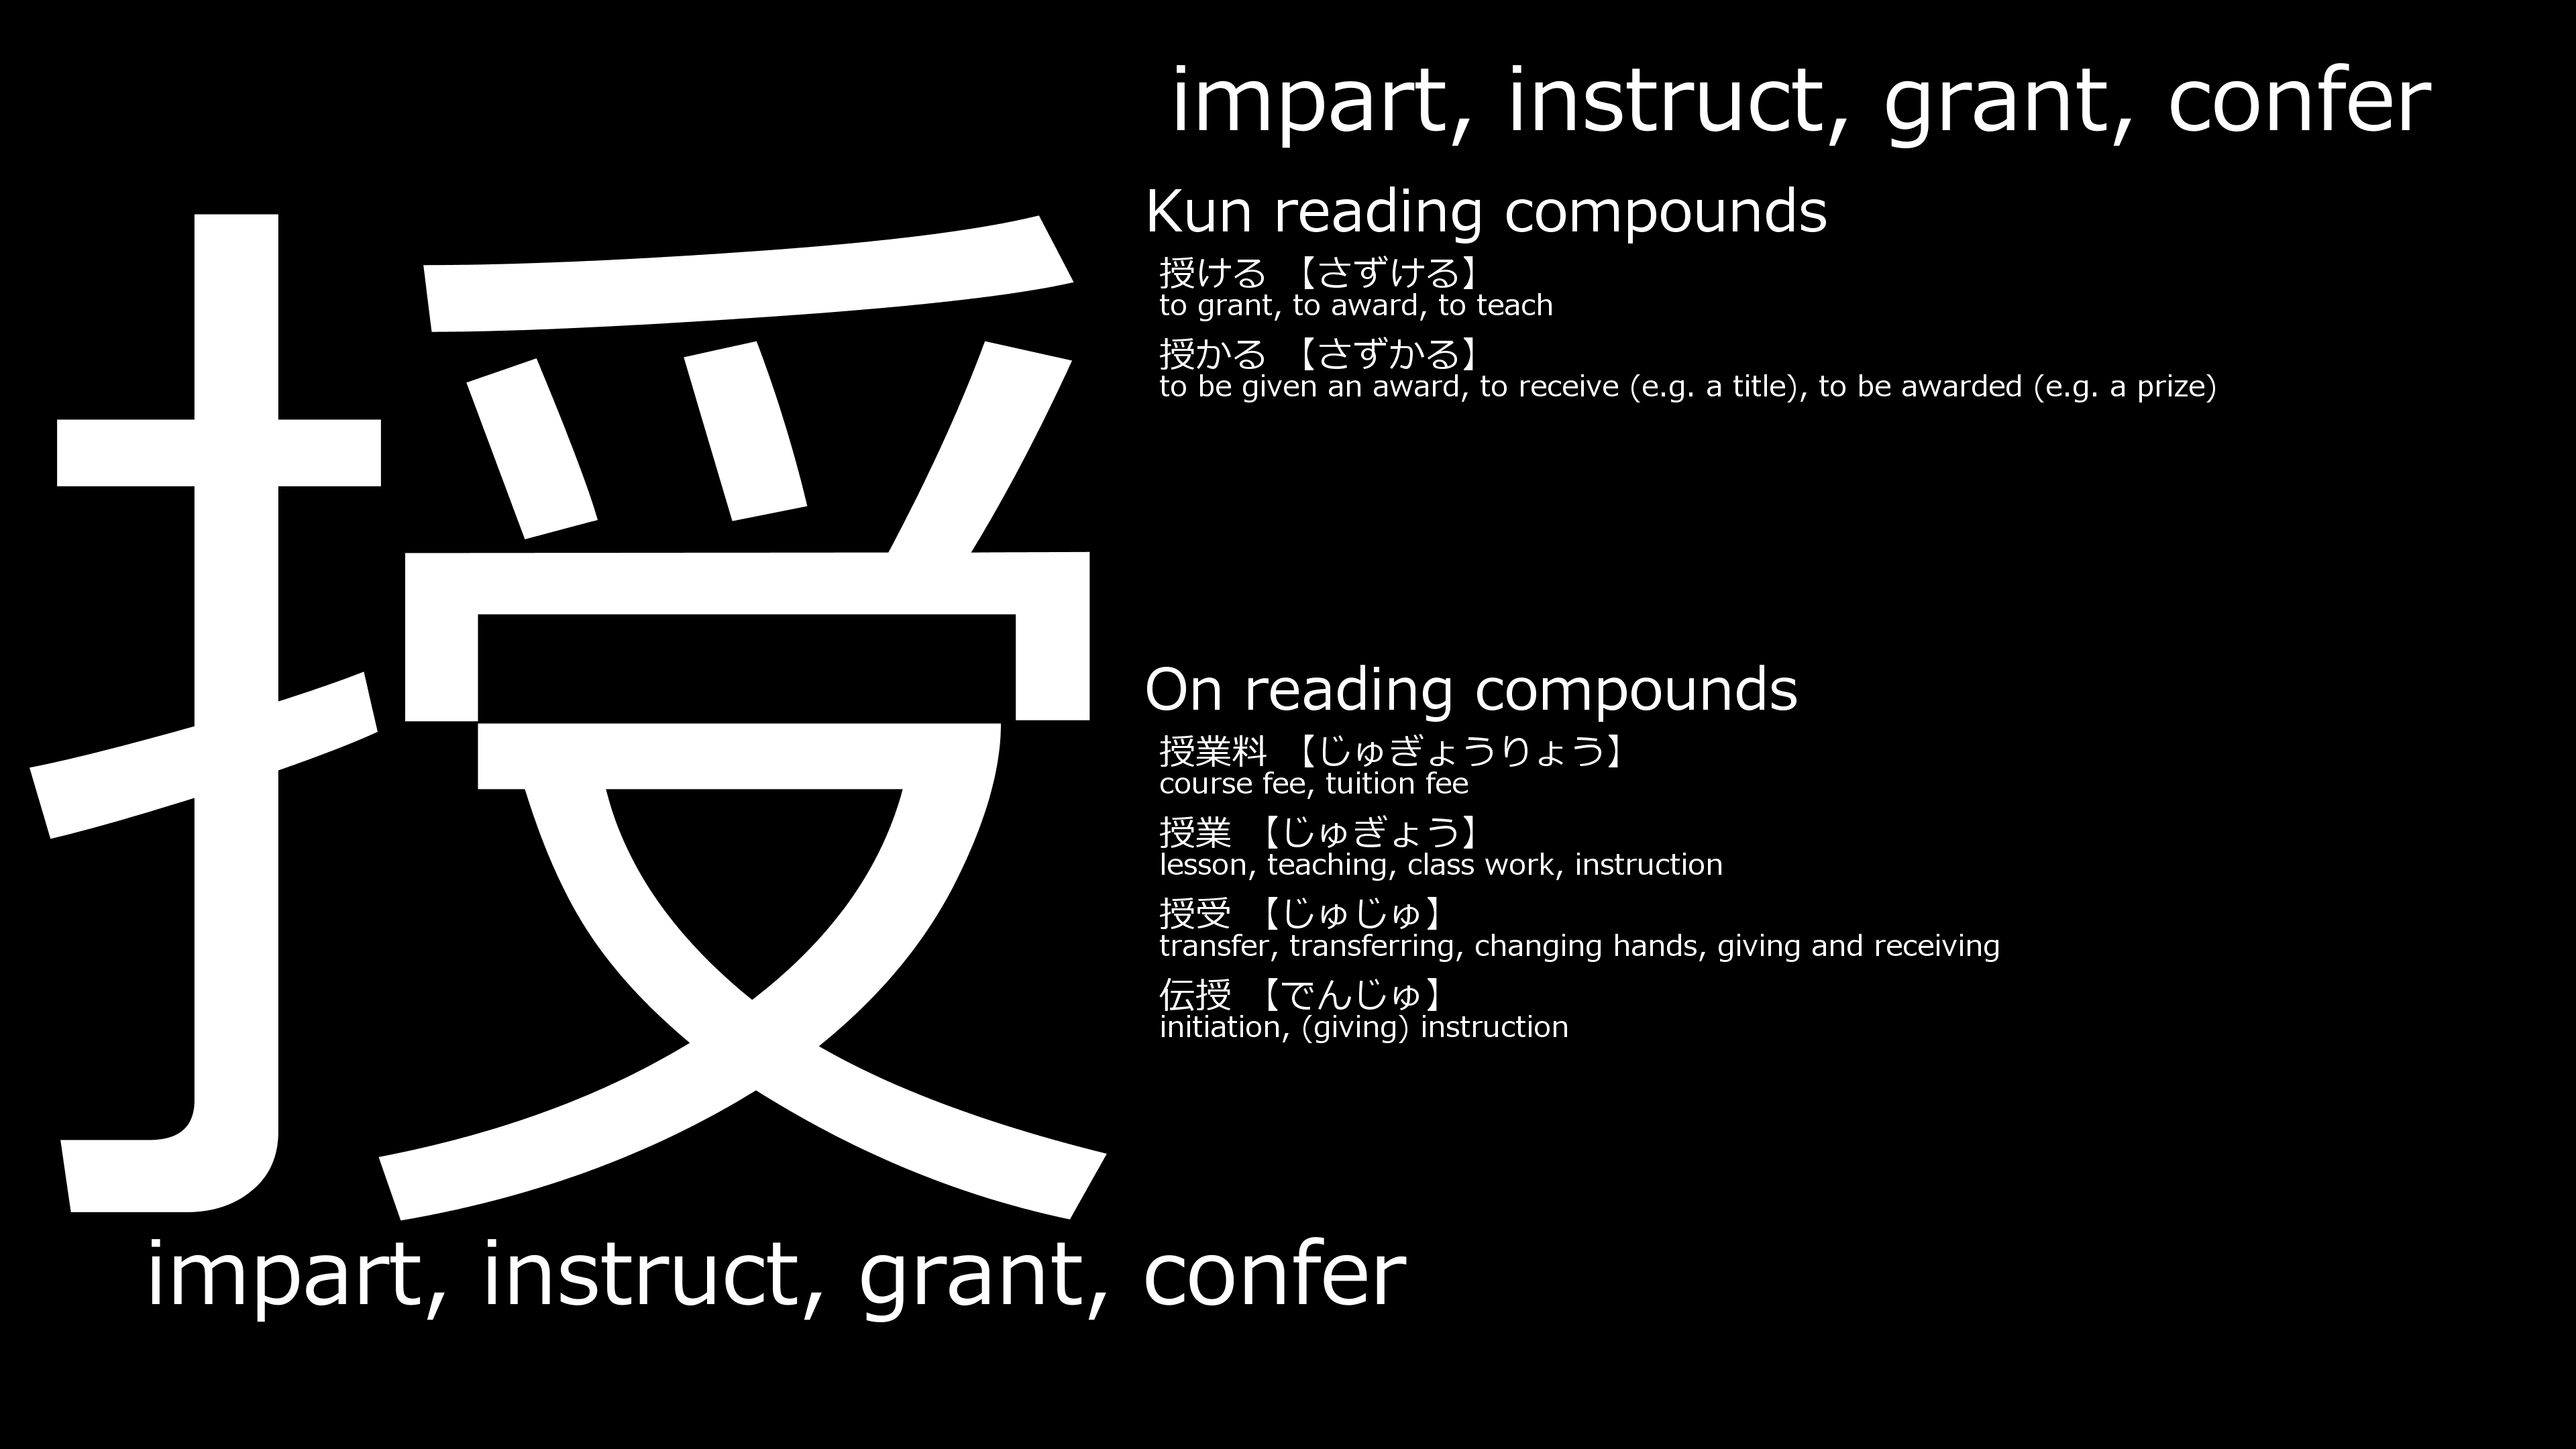 授
impart, instruct, grant, confer
impart, instruct, grant, confer
Kun reading compounds
授ける 【さずける】
to grant, to award, to teach
授かる 【さずかる】
to be given an award, to receive (e.g. a title), to be awarded (e.g. a prize)
On reading compounds
授業料 【じゅぎょうりょう】
course fee, tuition fee
授業 【じゅぎょう】
lesson, teaching, class work, instruction
授受 【じゅじゅ】
transfer, transferring, changing hands, giving and receiving
伝授 【でんじゅ】
initiation, (giving) instruction